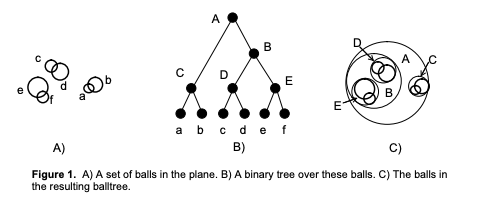 A
B
C
D
E
a b c d e f
c
e
d
f
a
b
D
A
C
B
E
A)
B)
C)
Figure 1. A) A set of balls in the plane. B) A binary tree over these balls. C) The balls in
the resulting balltree.